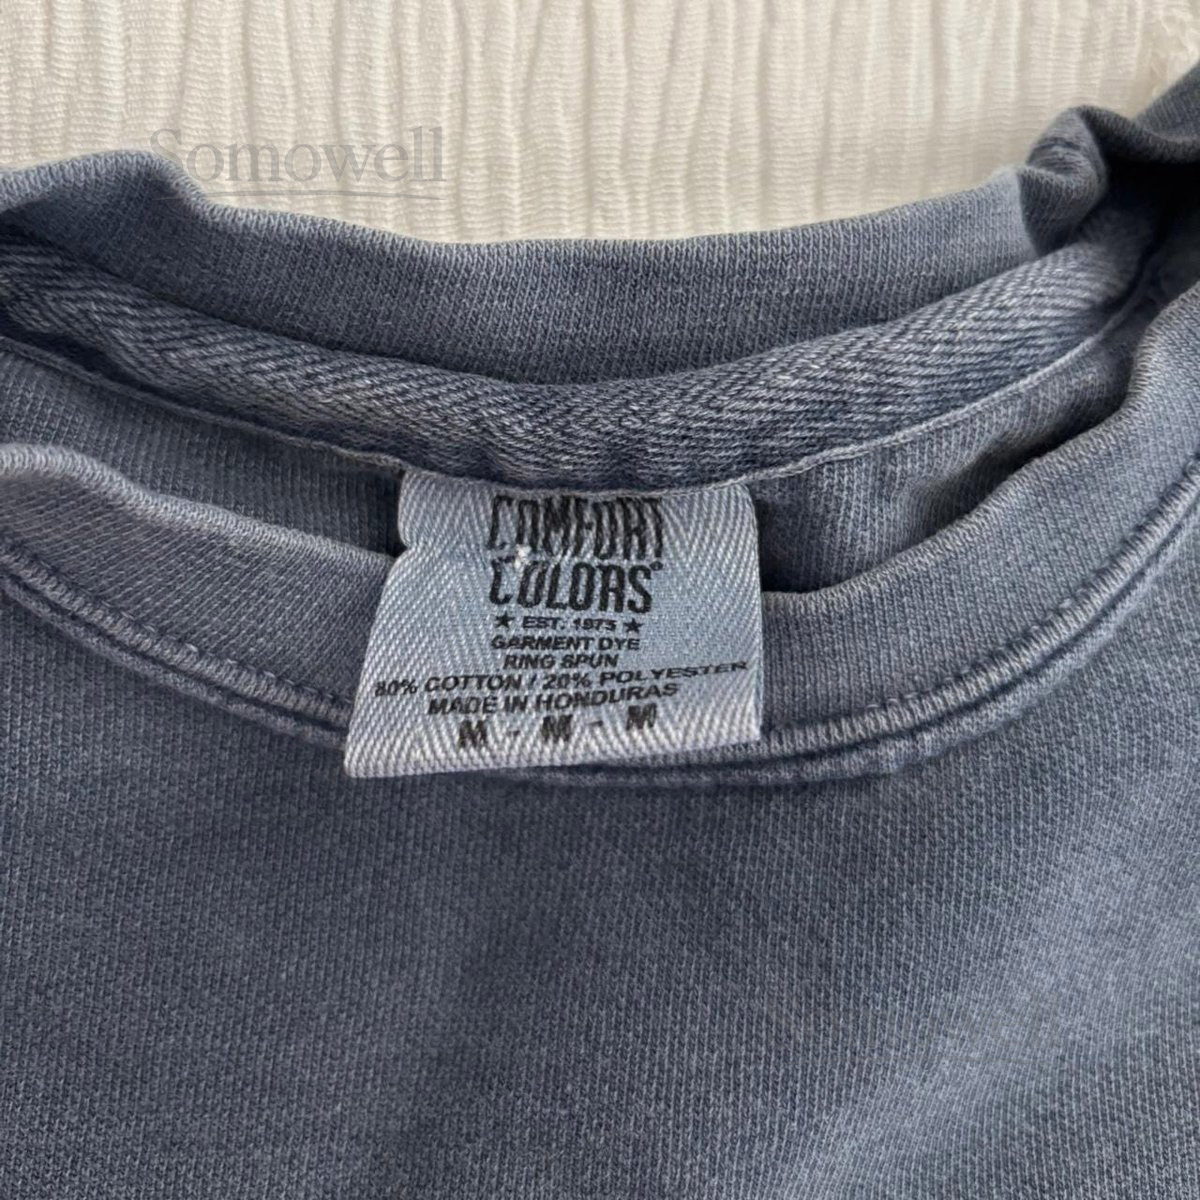 Somowell
COMFORT
COLORS®
★ EST. 1975 ★
GARMENT DYE
RING SPUN
80% COTTON / 20% POLYESTER
MADE IN HONDURAS
M - M - M